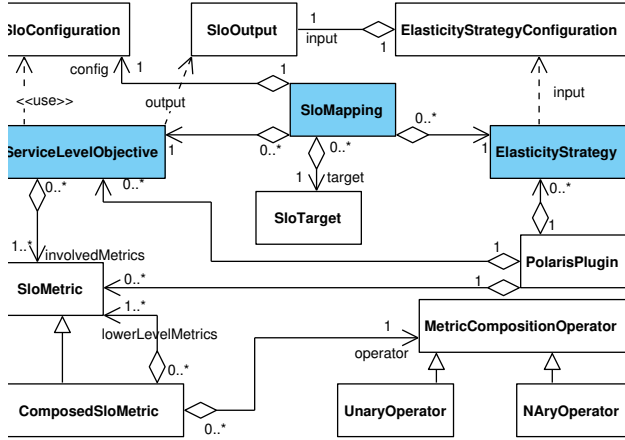 SloConfiguration
SloOutput
1
input
1
ElasticityStrategyConfiguration
config
1
1
<<use>>
output
SloMapping
input
ServiceLevelObjective
1
0..*
0..*
1
ElasticityStrategy
0..*
0..*
1
target
0..*
SloTarget
1
1..*
involvedMetrics
1
PolarisPlugin
SloMetric
0..*
1
1..*
lowerLevelMetrics
1
operator
MetricCompositionOperator
0..*
ComposedSloMetric
0..*
UnaryOperator
NAryOperator